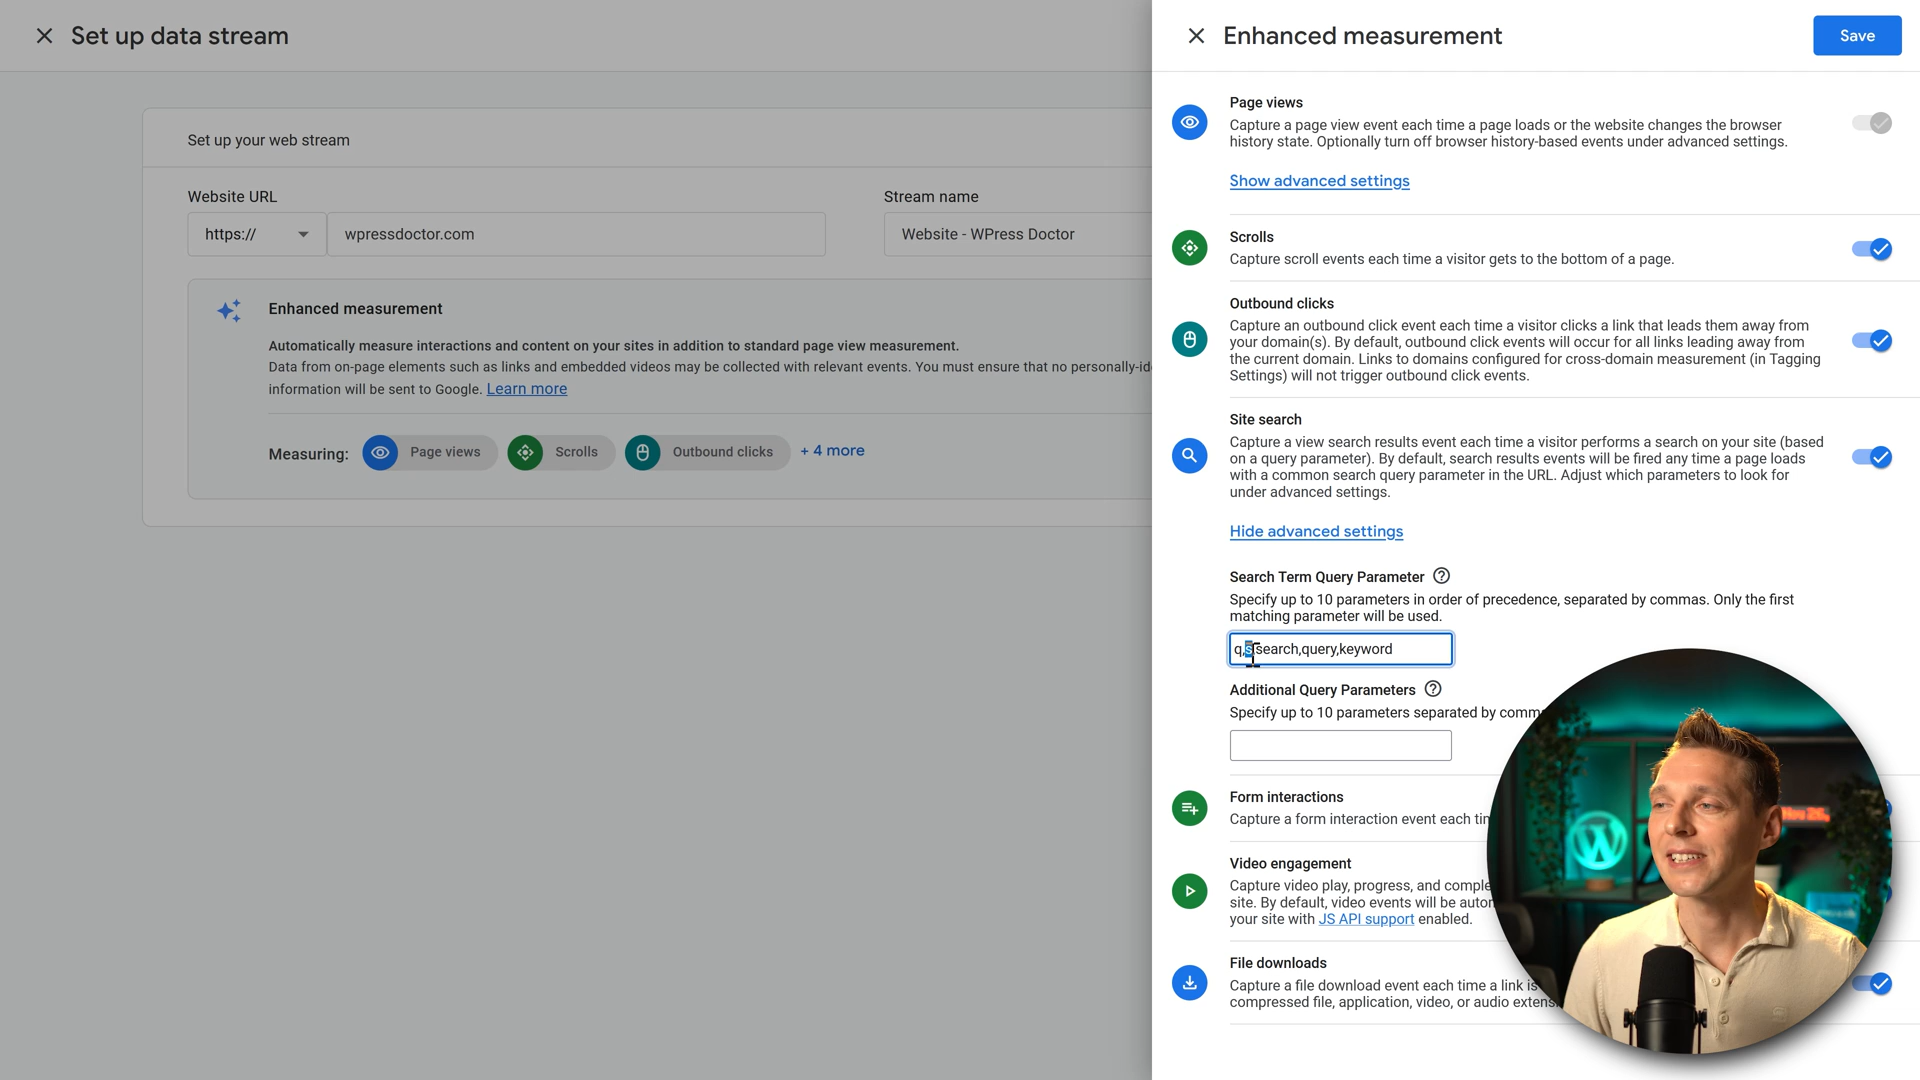 Set up data stream
Set up your web stream
Website URL
Stream name
https://
wpressdoctor.com
Website - WPress Doctor
Enhanced measurement
Automatically measure interactions and content on your sites in addition to standard page view measurement.
Data from on-page elements such as links and embedded videos may be collected with relevant events. You must ensure that no personally-id
information will be sent to Google. Learn more
Measuring:
Page views
Scrolls
Outbound clicks
+ 4 more
Enhanced measurement
Save
Page views
Capture a page view event each time a page loads or the website changes the browser
history state. Optionally turn off browser history-based events under advanced settings.
Show advanced settings
Scrolls
Capture scroll events each time a visitor gets to the bottom of a page.
Outbound clicks
Capture an outbound click event each time a visitor clicks a link that leads them away from
your domain(s). By default, outbound click events will occur for all links leading away from
the current domain. Links to domains configured for cross-domain measurement (in Tagging
Settings) will not trigger outbound click events.
Site search
Capture a view search results event each time a visitor performs a search on your site (based
on a query parameter). By default, search results events will be fired any time a page loads
with a common search query parameter in the URL. Adjust which parameters to look for
under advanced settings.
Hide advanced settings
Search Term Query Parameter
Specify up to 10 parameters in order of precedence, separated by commas. Only the first
matching parameter will be used.
q,s,search,query,keyword
Additional Query Parameters
Specify up to 10 parameters separated by comm
Form interactions
Capture a form interaction event each tim
Video engagement
Capture video play, progress, and comple
site. By default, video events will be autom
your site with JS API support enabled.
File downloads
Capture a file download event each time a link is
compressed file, application, video, or audio extens